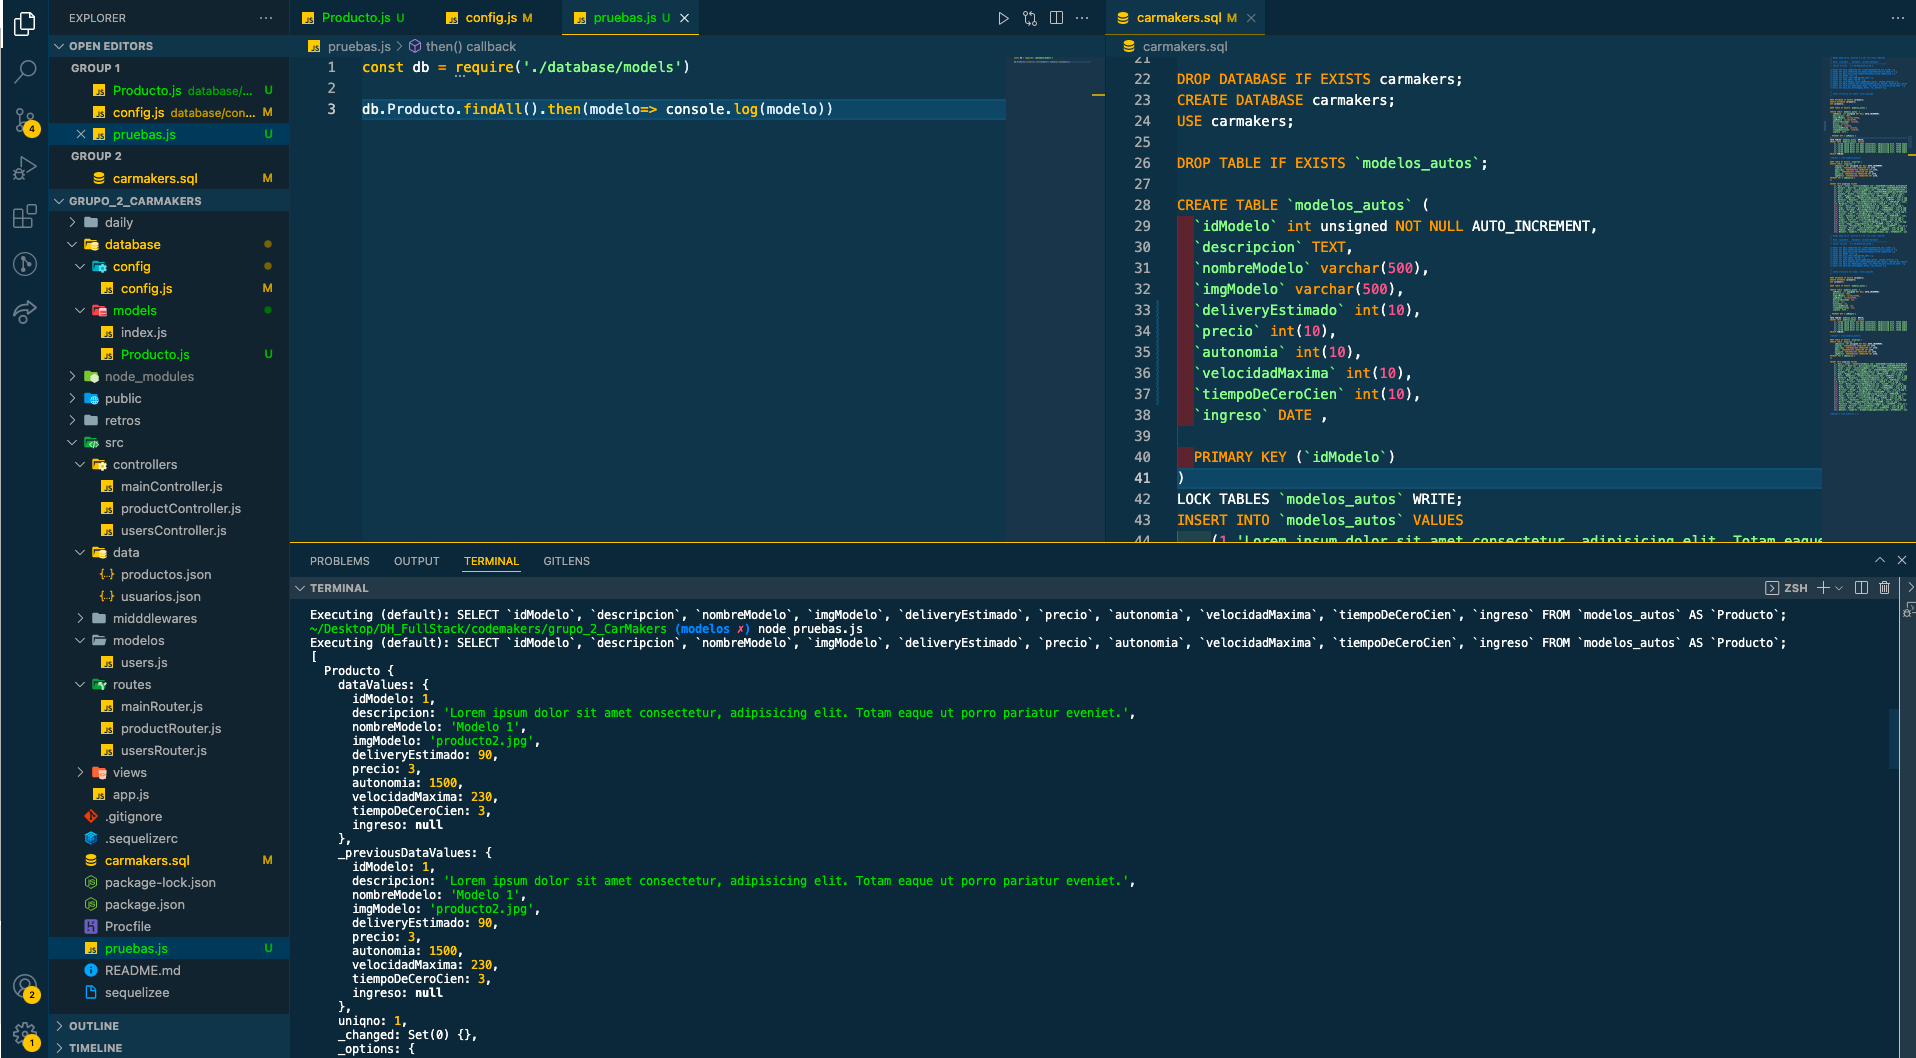 EXPLORER
OPEN EDITORS
GROUP 1
Producto.js database/... U
config.js database/con... M
pruebas.js U
GROUP 2
carmakers.sql M
GRUPO_2_CARMAKERS
daily
database
config
config.js M
models
index.js
Producto.js U
node_modules
public
retros
src
controllers
mainController.js
productController.js
usersController.js
data
productos.json
usuarios.json
midddlewares
modelos
users.js
routes
mainRouter.js
productRouter.js
usersRouter.js
views
app.js
.gitignore
.sequelizerc
carmakers.sql M
package-lock.json
package.json
Procfile
pruebas.js U
README.md
sequelizee
OUTLINE
TIMELINE
4
2
1
Producto.js U
config.js M
pruebas.js U
pruebas.js > then() callback
1 const db = require('./database/models')
2
3 db.Producto.findAll().then(modelo=> console.log(modelo))
carmakers.sql M
carmakers.sql
21
22 DROP DATABASE IF EXISTS carmakers;
23 CREATE DATABASE carmakers;
24 USE carmakers;
25
26 DROP TABLE IF EXISTS `modelos_autos`;
27
28 CREATE TABLE `modelos_autos` (
29 `idModelo` int unsigned NOT NULL AUTO_INCREMENT,
30 `descripcion` TEXT,
31 `nombreModelo` varchar(500),
32 `imgModelo` varchar(500),
33 `deliveryEstimado` int(10),
34 `precio` int(10),
35 `autonomia` int(10),
36 `velocidadMaxima` int(10),
37 `tiempoDeCeroCien` int(10),
38 `ingreso` DATE ,
39
40 PRIMARY KEY (`idModelo`)
41 )
42 LOCK TABLES `modelos_autos` WRITE;
43 INSERT INTO `modelos_autos` VALUES
44 (1,'Lorem ipsum dolor sit amet consectetur, adipisicing elit. Totam eaque
PROBLEMS OUTPUT TERMINAL GITLENS
TERMINAL
ZSH
Executing (default): SELECT `idModelo`, `descripcion`, `nombreModelo`, `imgModelo`, `deliveryEstimado`, `precio`, `autonomia`, `velocidadMaxima`, `tiempoDeCeroCien`, `ingreso` FROM `modelos_autos` AS `Producto`;
~/Desktop/DH_FullStack/codemakers/grupo_2_CarMakers (modelos ✗) node pruebas.js
Executing (default): SELECT `idModelo`, `descripcion`, `nombreModelo`, `imgModelo`, `deliveryEstimado`, `precio`, `autonomia`, `velocidadMaxima`, `tiempoDeCeroCien`, `ingreso` FROM `modelos_autos` AS `Producto`;
[
Producto {
dataValues: {
idModelo: 1,
descripcion: 'Lorem ipsum dolor sit amet consectetur, adipisicing elit. Totam eaque ut porro pariatur eveniet.',
nombreModelo: 'Modelo 1',
imgModelo: 'producto2.jpg',
deliveryEstimado: 90,
precio: 3,
autonomia: 1500,
velocidadMaxima: 230,
tiempoDeCeroCien: 3,
ingreso: null
},
_previousDataValues: {
idModelo: 1,
descripcion: 'Lorem ipsum dolor sit amet consectetur, adipisicing elit. Totam eaque ut porro pariatur eveniet.',
nombreModelo: 'Modelo 1',
imgModelo: 'producto2.jpg',
deliveryEstimado: 90,
precio: 3,
autonomia: 1500,
velocidadMaxima: 230,
tiempoDeCeroCien: 3,
ingreso: null
},
uniqno: 1,
_changed: Set(0) {},
_options: {